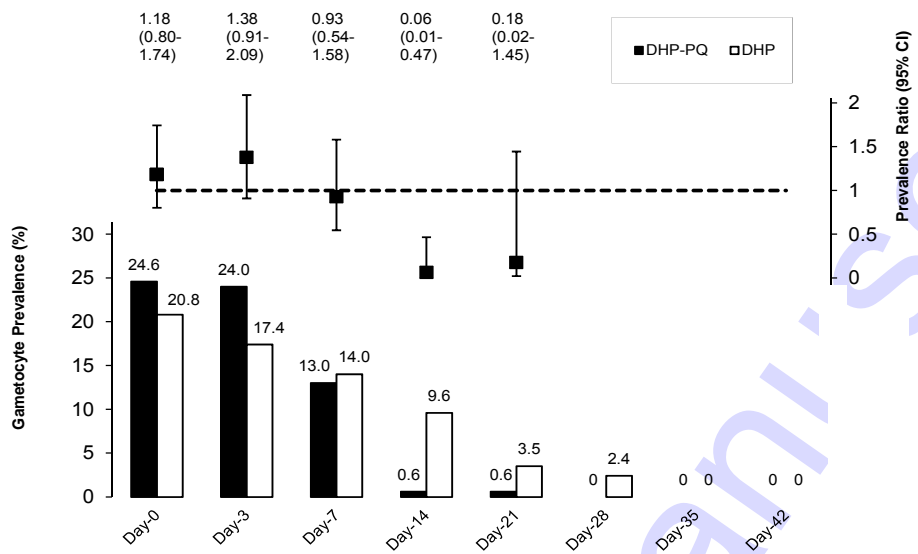 1.18 1.38 0.93 0.06 0.18
(0.80- (0.91- (0.54- (0.01- (0.02-
1.74) 2.09) 1.58) 0.47) 1.45)
DHP-PQ DHP
Prevalence Ratio (95% CI)
2
1.5
1
0.5
0
Gametocyte Prevalence (%)
30
25
20
15
10
5
0
24.6 20.8 24.0 17.4 13.0 14.0 0.6 9.6 0.6 3.5 0 2.4 0 0 0 0
Day-0 Day-3 Day-7 Day-14 Day-21 Day-28 Day-35 Day-42